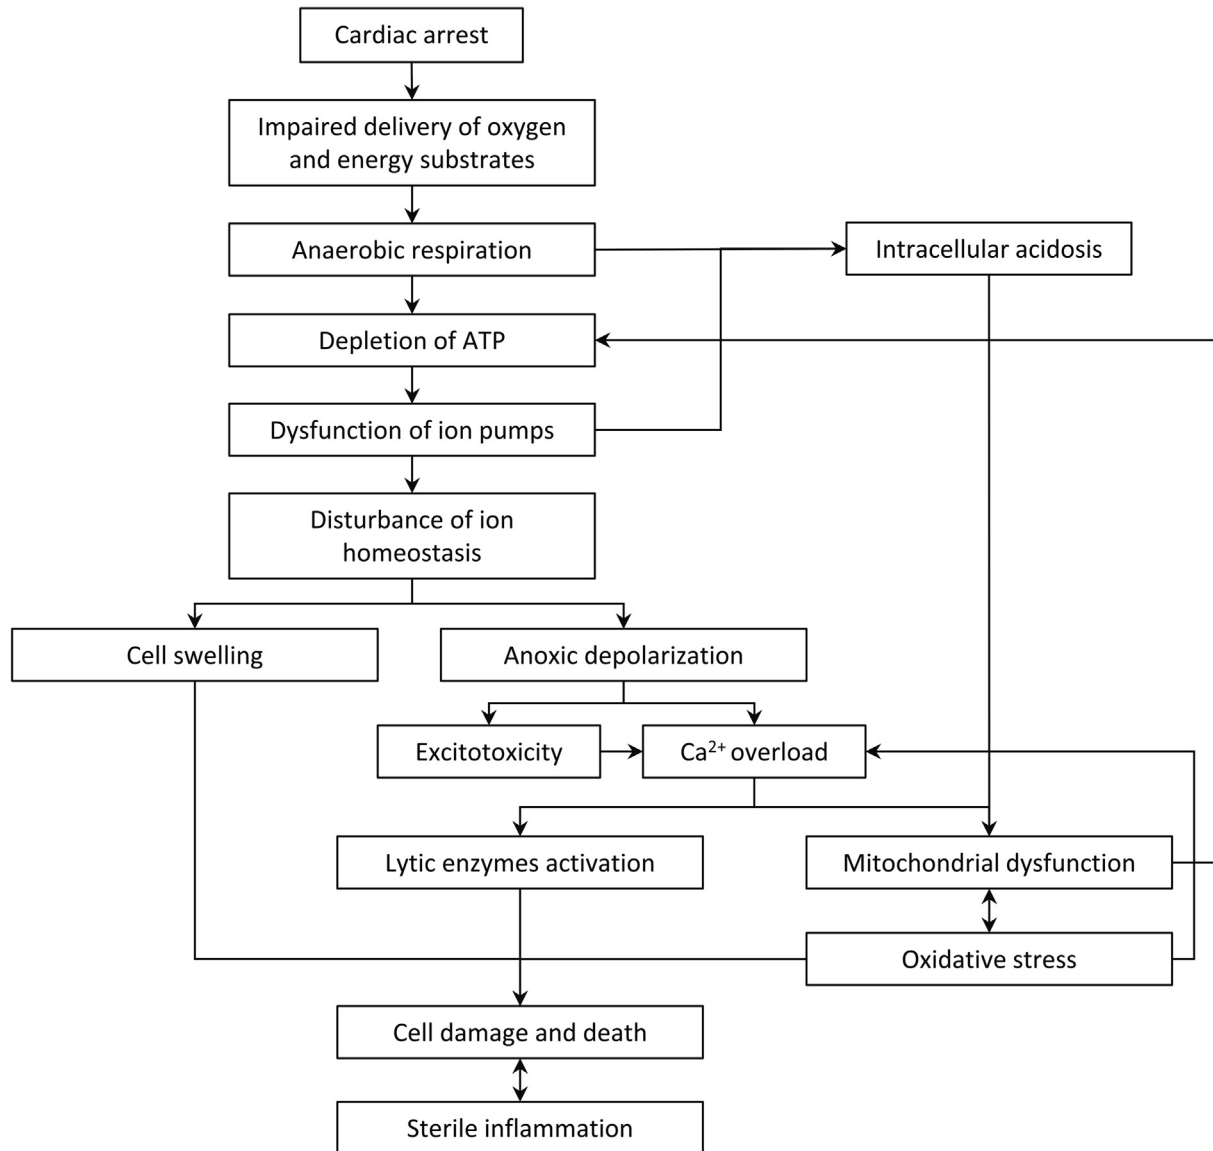 Cardiac arrest
Impaired delivery of oxygen
and energy substrates
Anaerobic respiration
Intracellular acidosis
Depletion of ATP
Dysfunction of ion pumps
Disturbance of ion
homeostasis
Cell swelling
Anoxic depolarization
Excitotoxicity
Ca²⁺ overload
Lytic enzymes activation
Mitochondrial dysfunction
Oxidative stress
Cell damage and death
Sterile inflammation